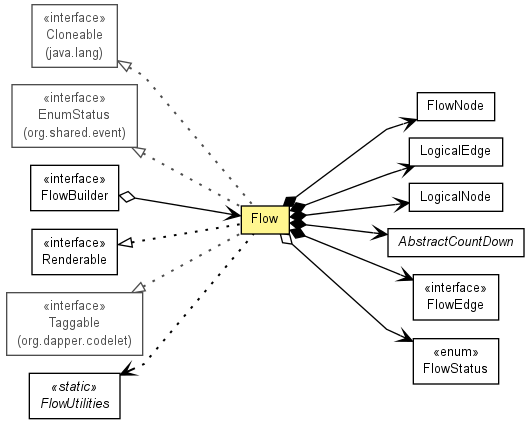 «interface»
Cloneable
(java.lang)
«interface»
EnumStatus
(org.shared.event)
«interface»
FlowBuilder
«interface»
Renderable
«interface»
Taggable
(org.dapper.codelet)
«static»
FlowUtilities
Flow
FlowNode
LogicalEdge
LogicalNode
AbstractCountDown
«interface»
FlowEdge
«enum»
FlowStatus